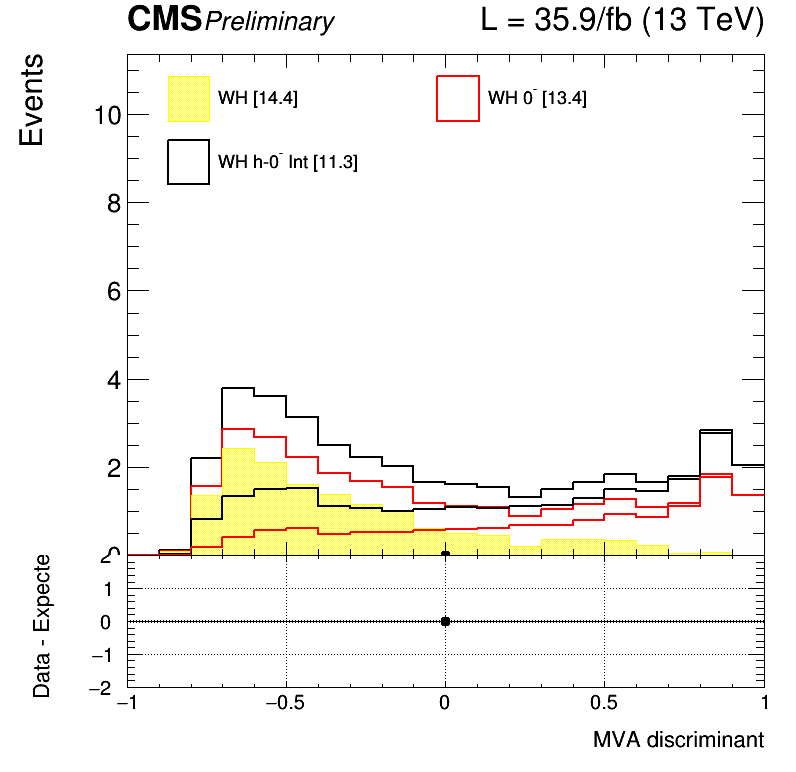 CMS Preliminary L = 35.9/fb (13 TeV)
Events
WH [14.4]
WH 0⁻ [13.4]
WH h-0⁻ Int [11.3]
10
8
6
4
2
0
Data - Expecte
2
1
0
−1
−2
−1 −0.5 0 0.5 1
MVA discriminant